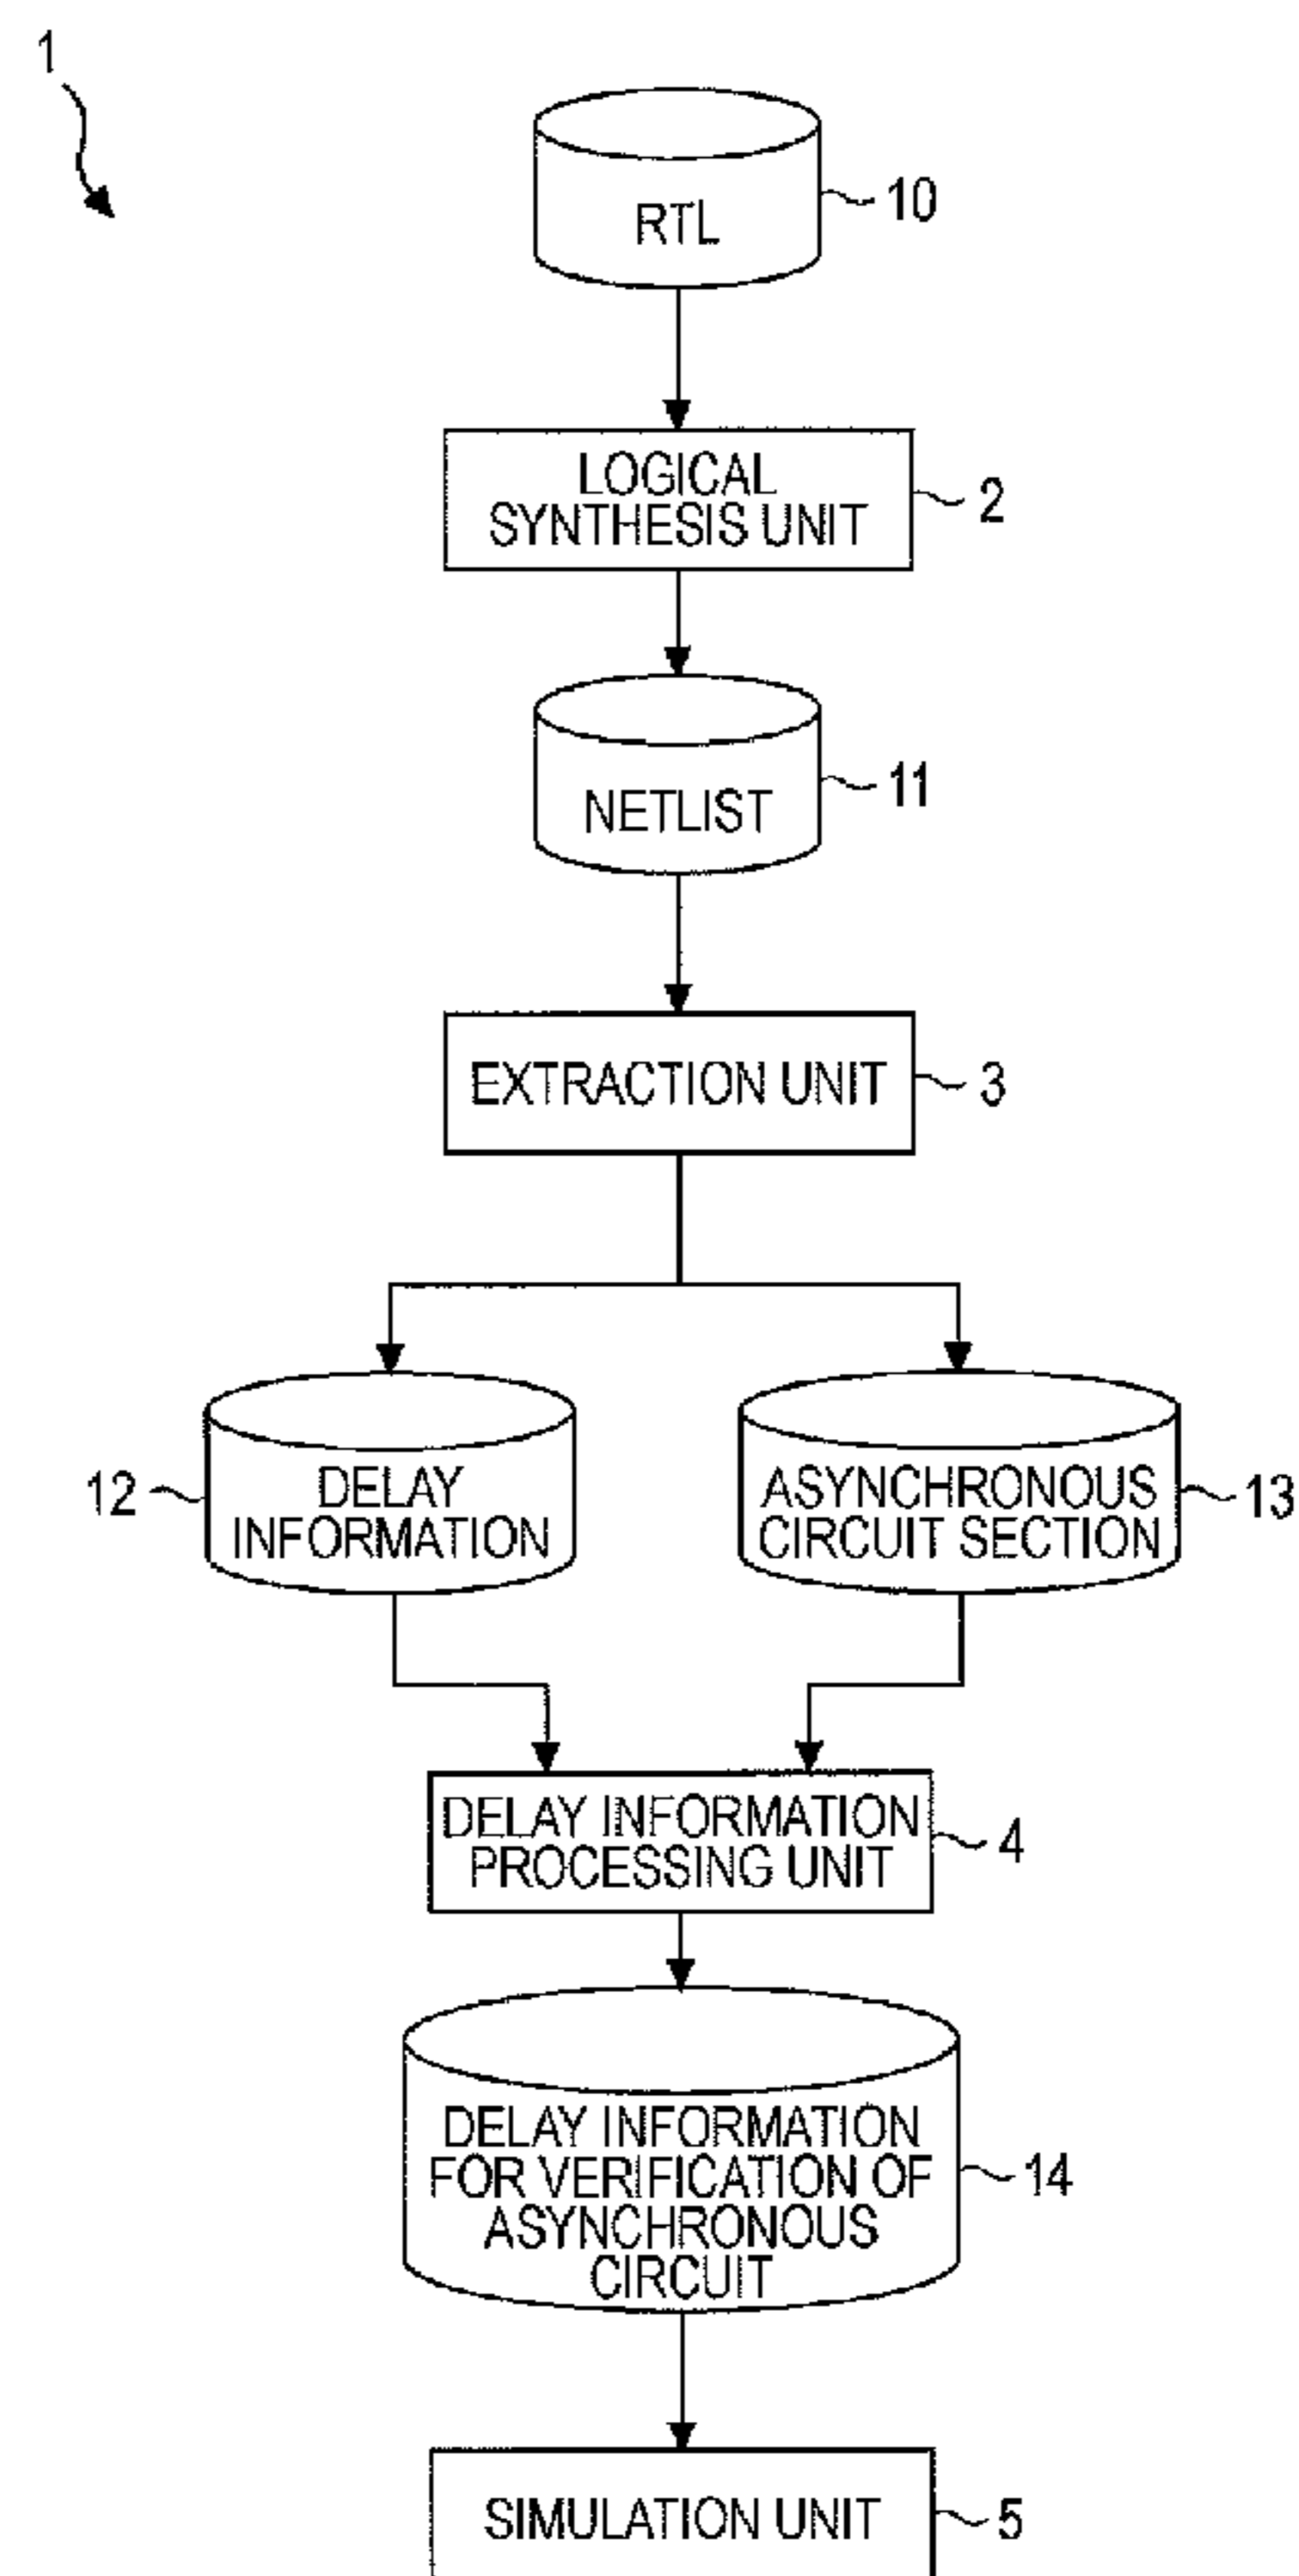 1
RTL
10
LOGICAL
SYNTHESIS UNIT
2
NETLIST
11
EXTRACTION UNIT
3
12
DELAY
INFORMATION
ASYNCHRONOUS
CIRCUIT SECTION
13
DELAY INFORMATION
PROCESSING UNIT
4
DELAY INFORMATION
FOR VERIFICATION OF
ASYNCHRONOUS
CIRCUIT
14
SIMULATION UNIT
5